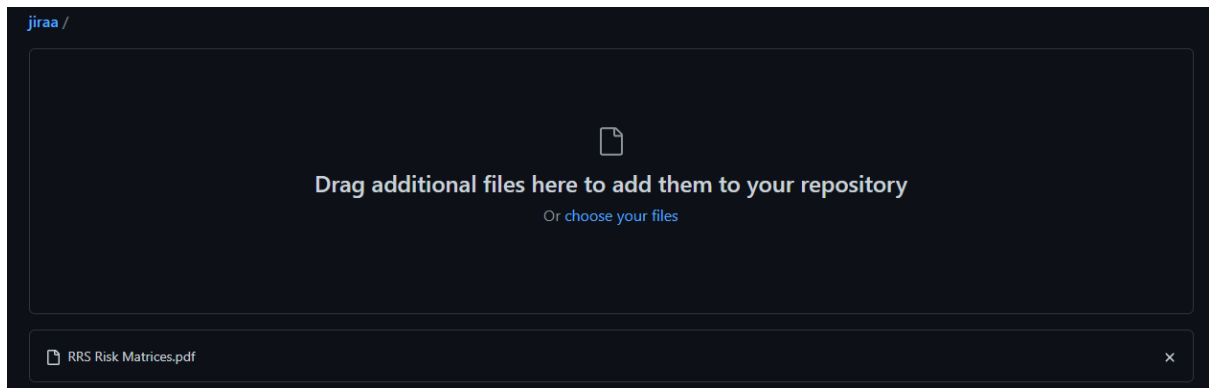 jiraa /
Drag additional files here to add them to your repository
Or choose your files
RRS Risk Matrices.pdf